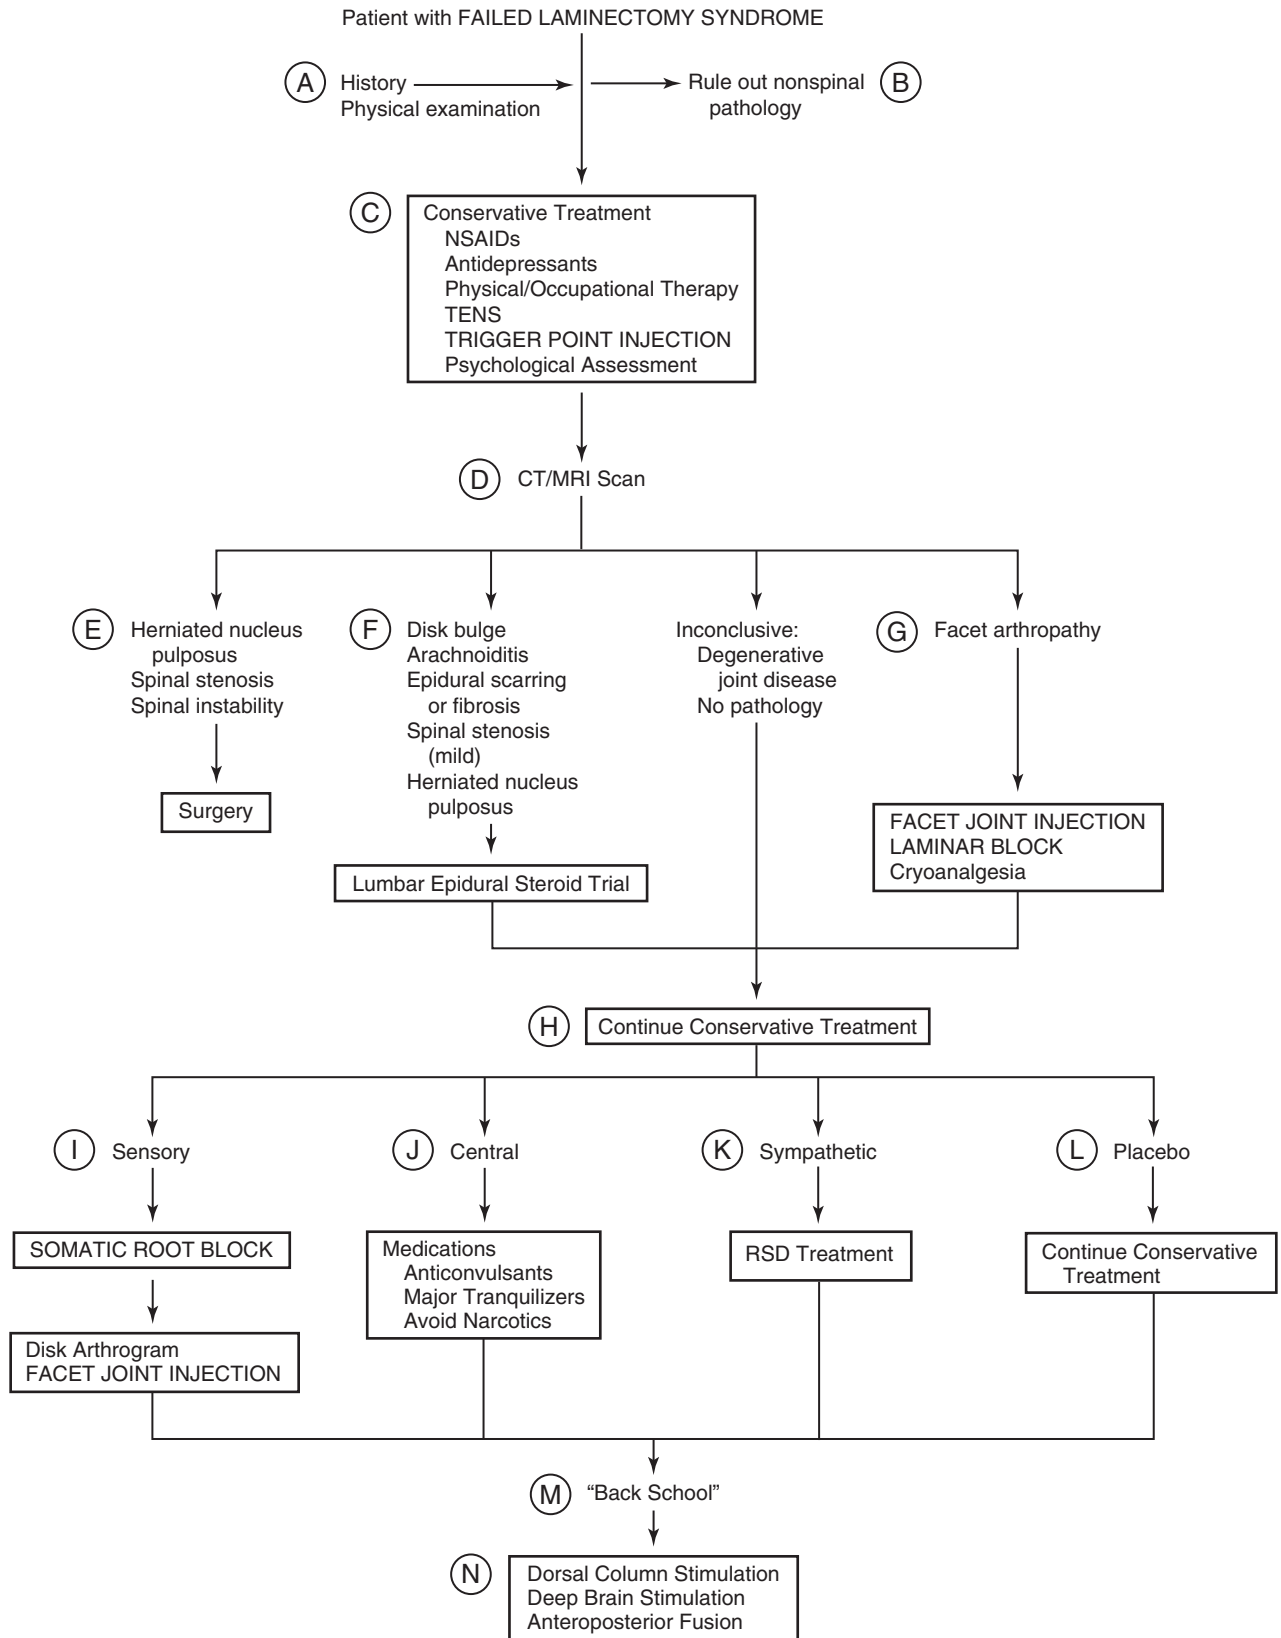 Patient with FAILED LAMINECTOMY SYNDROME
A
History
Physical examination
Rule out nonspinal
pathology
B
C
Conservative Treatment
NSAIDs
Antidepressants
Physical/Occupational Therapy
TENS
TRIGGER POINT INJECTION
Psychological Assessment
D
CT/MRI Scan
E
Herniated nucleus
pulposus
Spinal stenosis
Spinal instability
Surgery
F
Disk bulge
Arachnoiditis
Epidural scarring
or fibrosis
Spinal stenosis
(mild)
Herniated nucleus
pulposus
Lumbar Epidural Steroid Trial
Inconclusive:
Degenerative
joint disease
No pathology
G
Facet arthropathy
FACET JOINT INJECTION
LAMINAR BLOCK
Cryoanalgesia
H
Continue Conservative Treatment
I
Sensory
SOMATIC ROOT BLOCK
Disk Arthrogram
FACET JOINT INJECTION
J
Central
Medications
Anticonvulsants
Major Tranquilizers
Avoid Narcotics
K
Sympathetic
RSD Treatment
L
Placebo
Continue Conservative
Treatment
M
“Back School”
N
Dorsal Column Stimulation
Deep Brain Stimulation
Anteroposterior Fusion